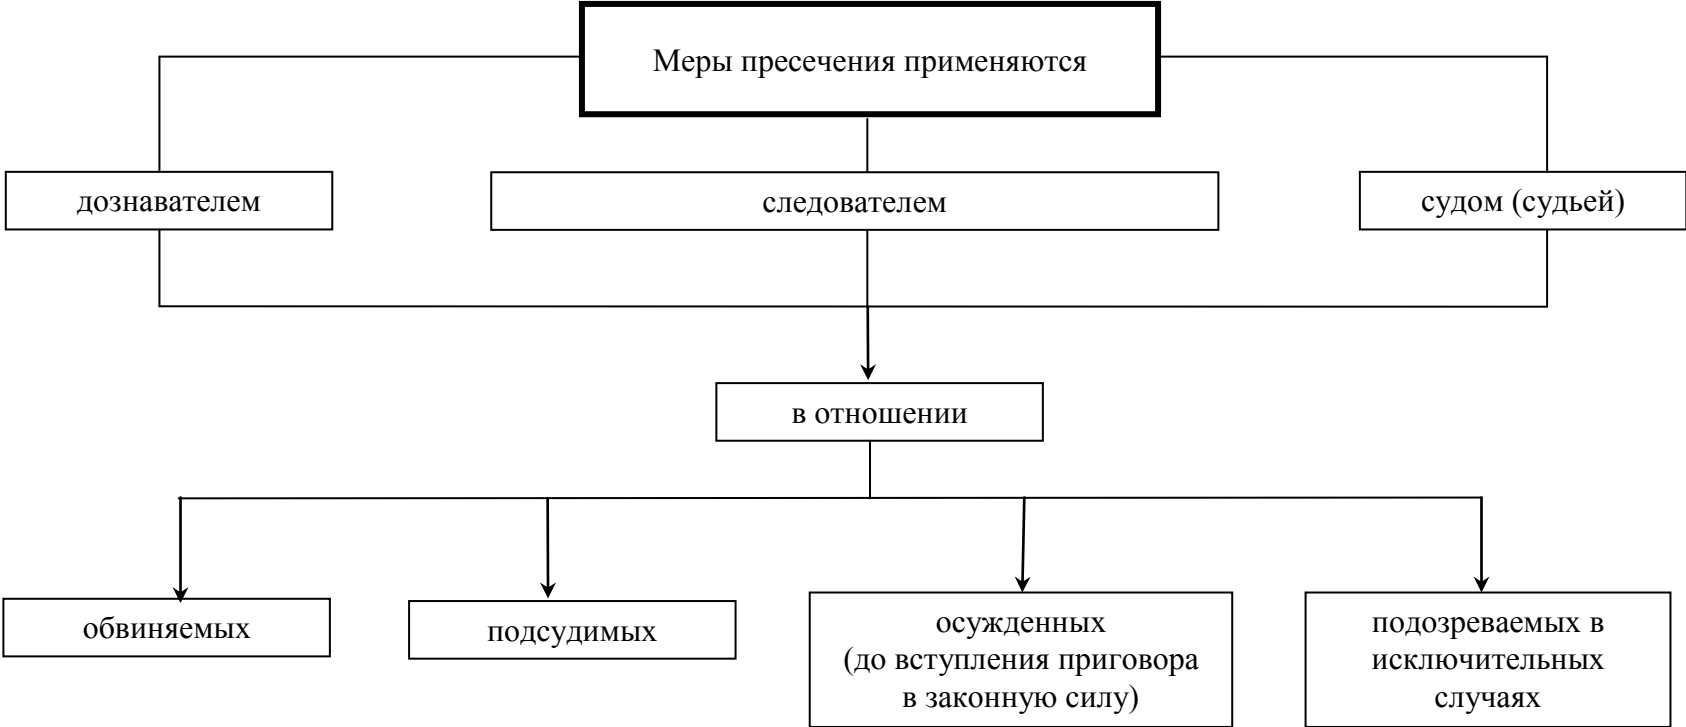 Меры пресечения применяются
дознавателем
следователем
судом (судьей)
в отношении
обвиняемых
подсудимых
осужденных
(до вступления приговора
в законную силу)
подозреваемых в
исключительных
случаях